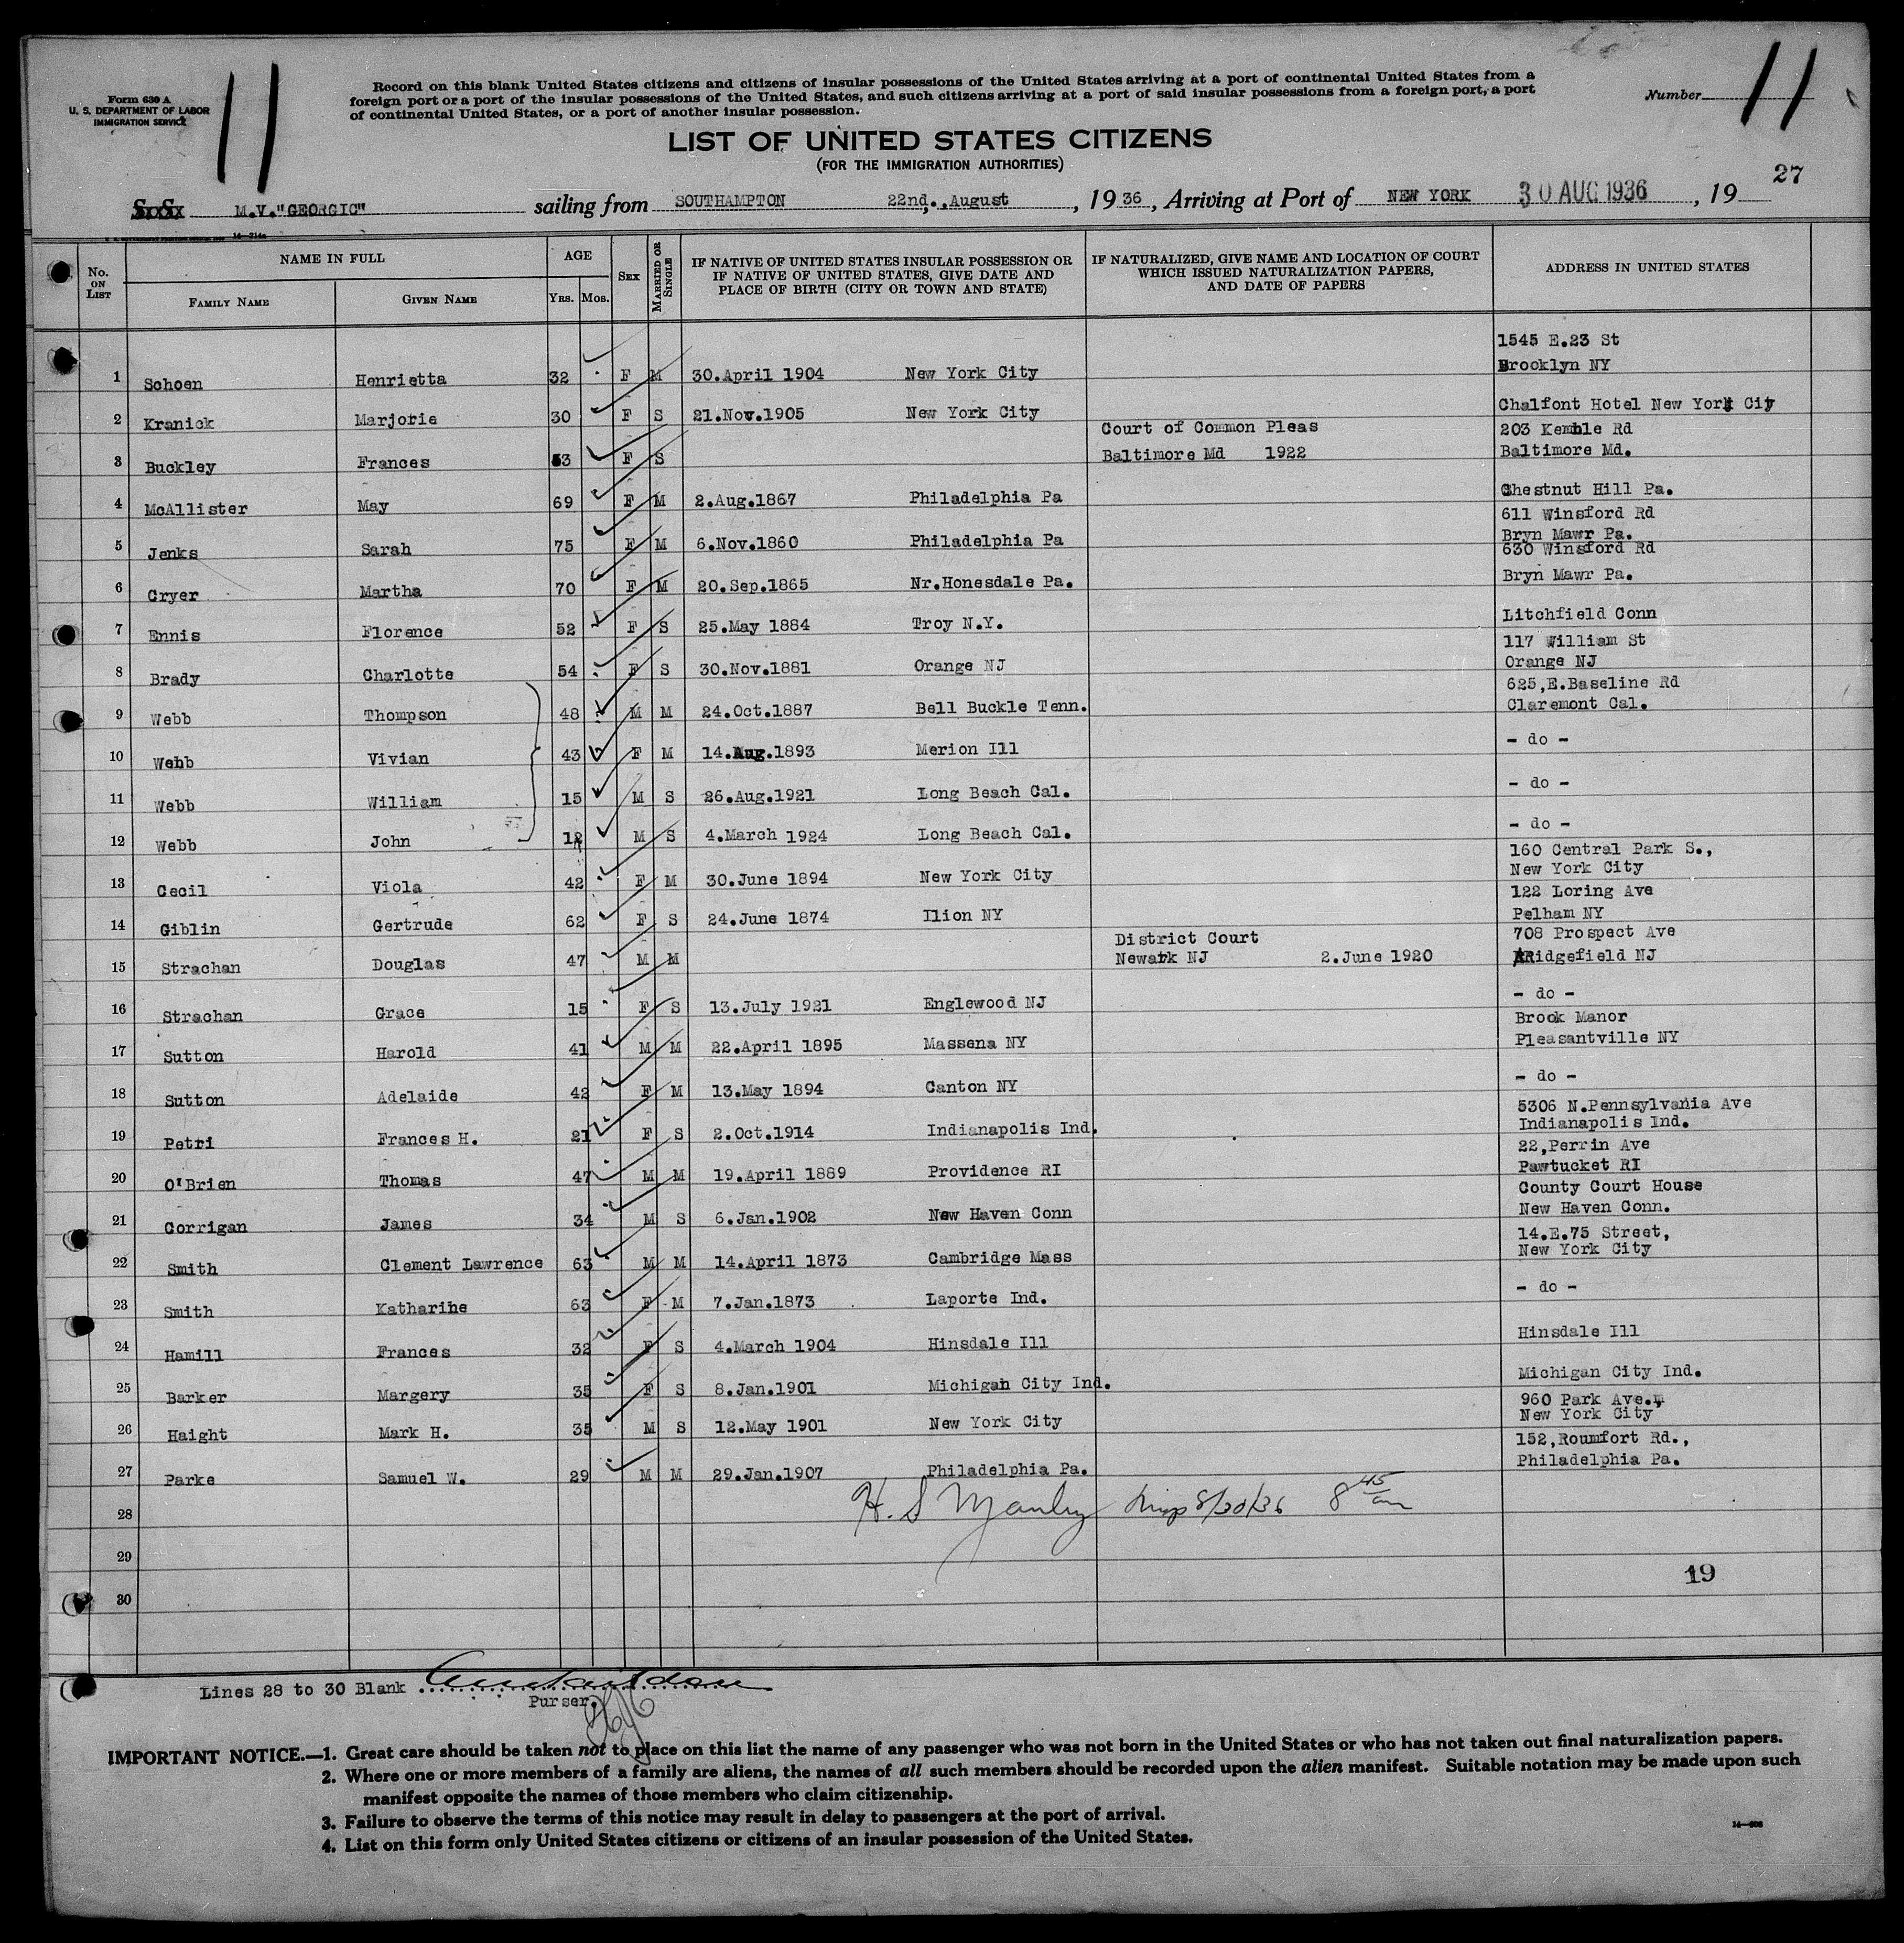 Form 630 A
U. S. DEPARTMENT OF LABOR
IMMIGRATION SERVICE
11
Record on this blank United States citizens and citizens of insular possessions of the United States arriving at a port of continental United States from a
foreign port or a port of the insular possessions of the United States, and such citizens arriving at a port of said insular possessions from a foreign port, a port
of continental United States, or a port of another insular possession.
Number 11
LIST OF UNITED STATES CITIZENS
(FOR THE IMMIGRATION AUTHORITIES)
27
M.V."GEORGIC" sailing from SOUTHAMPTON 22nd, August, 1936, Arriving at Port of NEW YORK 30 AUG 1936, 19
No. ON LIST NAME IN FULL AGE SEX MARRIED OR SINGLE IF NATIVE OF UNITED STATES INSULAR POSSESSION OR IF NATIVE OF UNITED STATES, GIVE DATE AND PLACE OF BIRTH (CITY OR TOWN AND STATE) IF NATURALIZED, GIVE NAME AND LOCATION OF COURT WHICH ISSUED NATURALIZATION PAPERS, AND DATE OF PAPERS ADDRESS IN UNITED STATES
FAMILY NAME GIVEN NAME YRS. MOS.
1545 E.23 St
1 Schoen Henrietta 32 F M 30.April 1904 New York City Brooklyn NY
2 Kranick Marjorie 30 F S 21.Nov.1905 New York City Chalfont Hotel New York City
Court of Common Pleas 203 Kemble Rd
3 Buckley Frances 53 F S Baltimore Md 1922 Baltimore Md.
4 McAllister May 69 F M 2.Aug.1867 Philadelphia Pa Chestnut Hill Pa.
611 Winsford Rd
5 Jenks Sarah 75 F M 6.Nov.1860 Philadelphia Pa Bryn Mawr Pa.
630 Winsford Rd
6 Cryer Martha 70 F M 20.Sep.1865 Nr.Honesdale Pa. Bryn Mawr Pa.
7 Ennis Florence 52 F S 25.May 1884 Troy N.Y. Litchfield Conn
117 William St
8 Brady Charlotte 54 F S 30.Nov.1881 Orange NJ Orange NJ
625,E.Baseline Rd
9 Webb Thompson 48 M M 24.Oct.1887 Bell Buckle Tenn. Claremont Cal.
10 Webb Vivian 43 F M 14.Aug.1893 Merion Ill - do -
11 Webb William 15 M S 26.Aug.1921 Long Beach Cal. - do -
12 Webb John 12 M S 4.March 1924 Long Beach Cal. - do -
160 Central Park S.,
13 Cecil Viola 42 F M 30.June 1894 New York City New York City
122 Loring Ave
14 Giblin Gertrude 62 F S 24.June 1874 Ilion NY Pelham NY
District Court 708 Prospect Ave
15 Strachan Douglas 47 M M Newark NJ 2.June 1920 Ridgefield NJ
16 Strachan Grace 15 F S 13.July 1921 Englewood NJ - do -
Brook Manor
17 Sutton Harold 41 M M 22.April 1895 Massena NY Pleasantville NY
18 Sutton Adelaide 42 F M 13.May 1894 Canton NY - do -
5306 N.Pennsylvania Ave
19 Petri Frances H. 21 F S 2.Oct.1914 Indianapolis Ind. Indianapolis Ind.
22,Perrin Ave
20 O'Brien Thomas 47 M M 19.April 1889 Providence RI Pawtucket RI
County Court House
21 Corrigan James 34 M S 6.Jan.1902 New Haven Conn New Haven Conn.
14.E.75 Street,
22 Smith Clement Lawrence 63 M M 14.April 1873 Cambridge Mass New York City
23 Smith Katharine 63 F M 7.Jan.1873 Laporte Ind. - do -
24 Hamill Frances 32 F S 4.March 1904 Hinsdale Ill Hinsdale Ill
25 Barker Margery 35 F S 8.Jan.1901 Michigan City Ind. Michigan City Ind.
960 Park Ave.,
26 Haight Mark H. 35 M S 12.May 1901 New York City New York City
152,Roumfort Rd.,
27 Parke Samuel W. 29 M M 29.Jan.1907 Philadelphia Pa. Philadelphia Pa.
28 H. S Manley Insp 8/30/36 8 45 am
29
19
30
Lines 28 to 30 Blank
Purser.
IMPORTANT NOTICE.—1. Great care should be taken not to place on this list the name of any passenger who was not born in the United States or who has not taken out final naturalization papers.
2. Where one or more members of a family are aliens, the names of all such members should be recorded upon the alien manifest. Suitable notation may be made upon such
manifest opposite the names of those members who claim citizenship.
3. Failure to observe the terms of this notice may result in delay to passengers at the port of arrival.
4. List on this form only United States citizens or citizens of an insular possession of the United States.